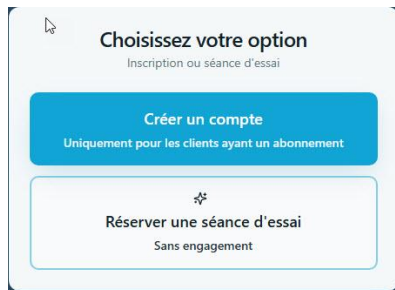 Choisissez votre option
Inscription ou séance d'essai
Créer un compte
Uniquement pour les clients ayant un abonnement
Réserver une séance d'essai
Sans engagement